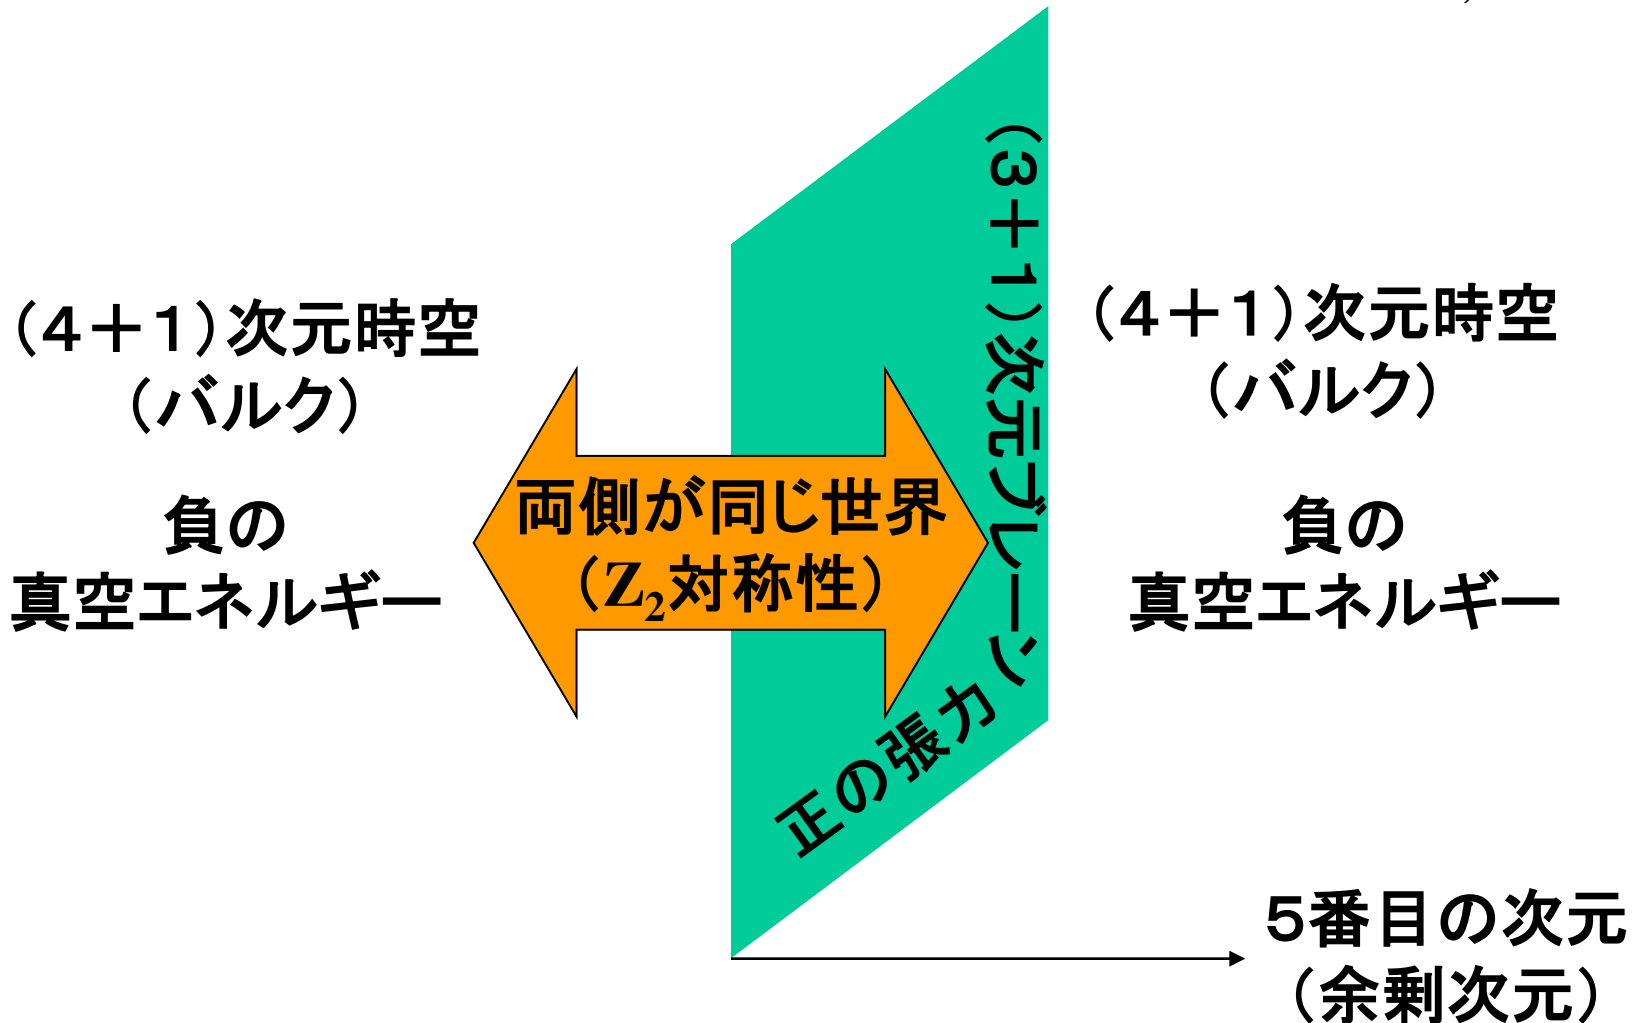 （４＋１）次元時空
（バルク）
負の
真空エネルギー
両側が同じ世界
（Z₂対称性）
（３＋１）次元ブレーン
正の張力
（４＋１）次元時空
（バルク）
負の
真空エネルギー
５番目の次元
（余剰次元）